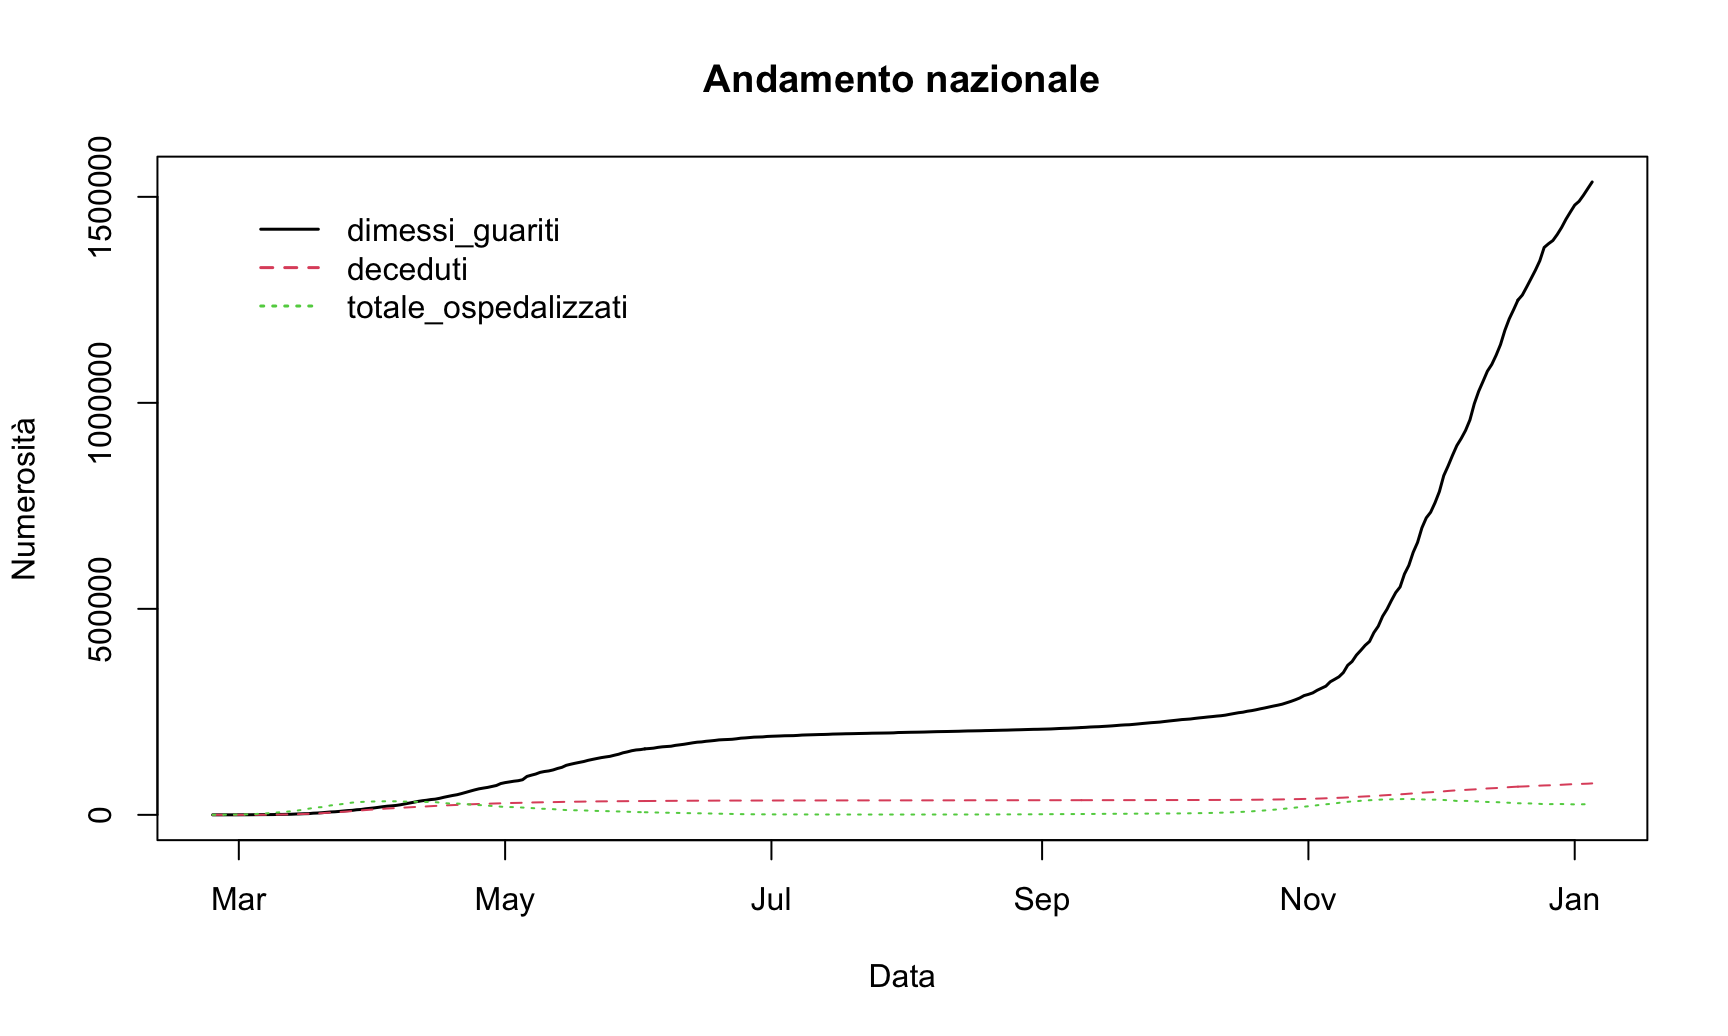 Andamento nazionale
1500000
1000000
500000
0
Numerosità
dimessi_guariti
deceduti
totale_ospedalizzati
Mar May Jul Sep Nov Jan
Data